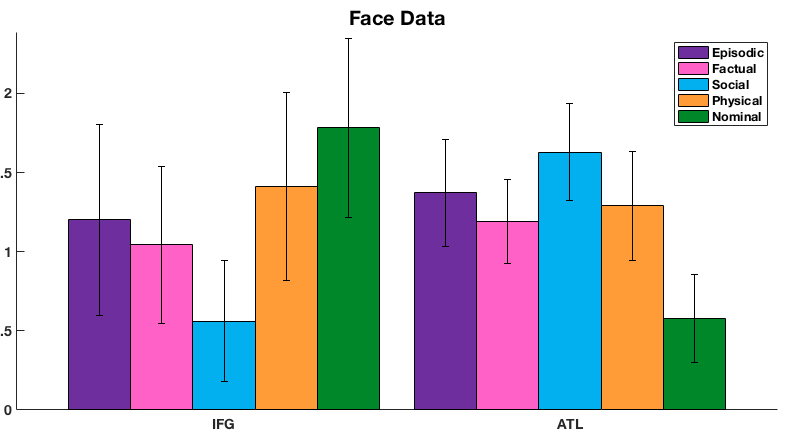 Face Data
Episodic
Factual
Social
Physical
Nominal
2
.5
1
.5
0
IFG ATL